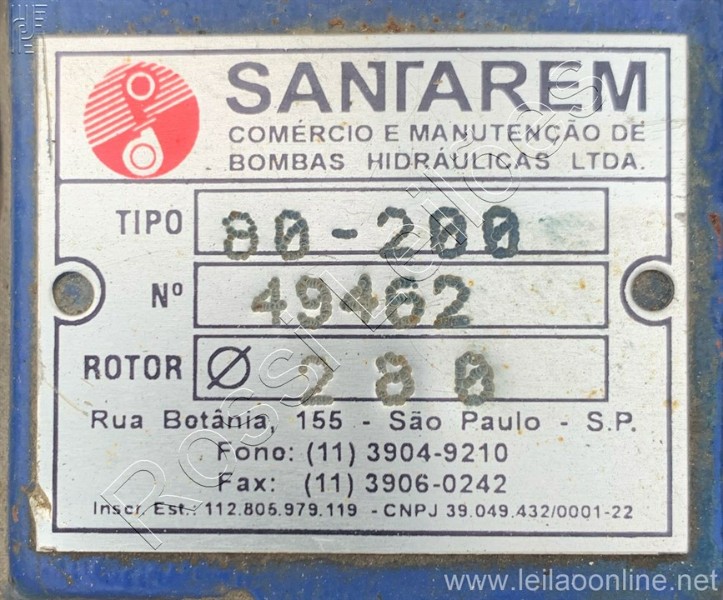 SANTAREM
COMÉRCIO E MANUTENÇÃO DE
BOMBAS HIDRÁULICAS LTDA.
TIPO 80-200
Nº 49462
ROTOR Ø 280
Rua Botânia, 155 - São Paulo - S.P.
Fono: (11) 3904-9210
Fax: (11) 3906-0242
Inscr. Est.: 112.805.979.119 - CNPJ 39.049.432/0001-22
Rossi Leilões
www.leilaoonline.net